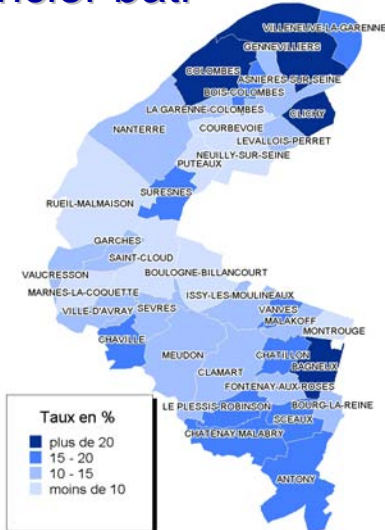 VILLENEUVE-LA-GARENNE
GENNEVILLIERS
COLOMBES
ASNIERES-SUR-SEINE
BOIS-COLOMBES
LA GARENNE-COLOMBES
CLICHY
NANTERRE
COURBEVOIE
LEVALLOIS-PERRET
NEUILLY-SUR-SEINE
PUTEAUX
SURESNES
RUEIL-MALMAISON
GARCHES
SAINT-CLOUD
VAUCRESSON
BOULOGNE-BILLANCOURT
MARNES-LA-COQUETTE
ISSY-LES-MOULINEAUX
VILLE-D'AVRAY
SEVRES
VANVES
MALAKOFF
MONTROUGE
CHAVILLE
MEUDON
CHATILLON
BAGNEUX
CLAMART
FONTENAY-AUX-ROSES
LE PLESSIS-ROBINSON
BOURG-LA-REINE
SCEAUX
CHATENAY-MALABRY
ANTONY
Taux en %
plus de 20
15 - 20
10 - 15
moins de 10